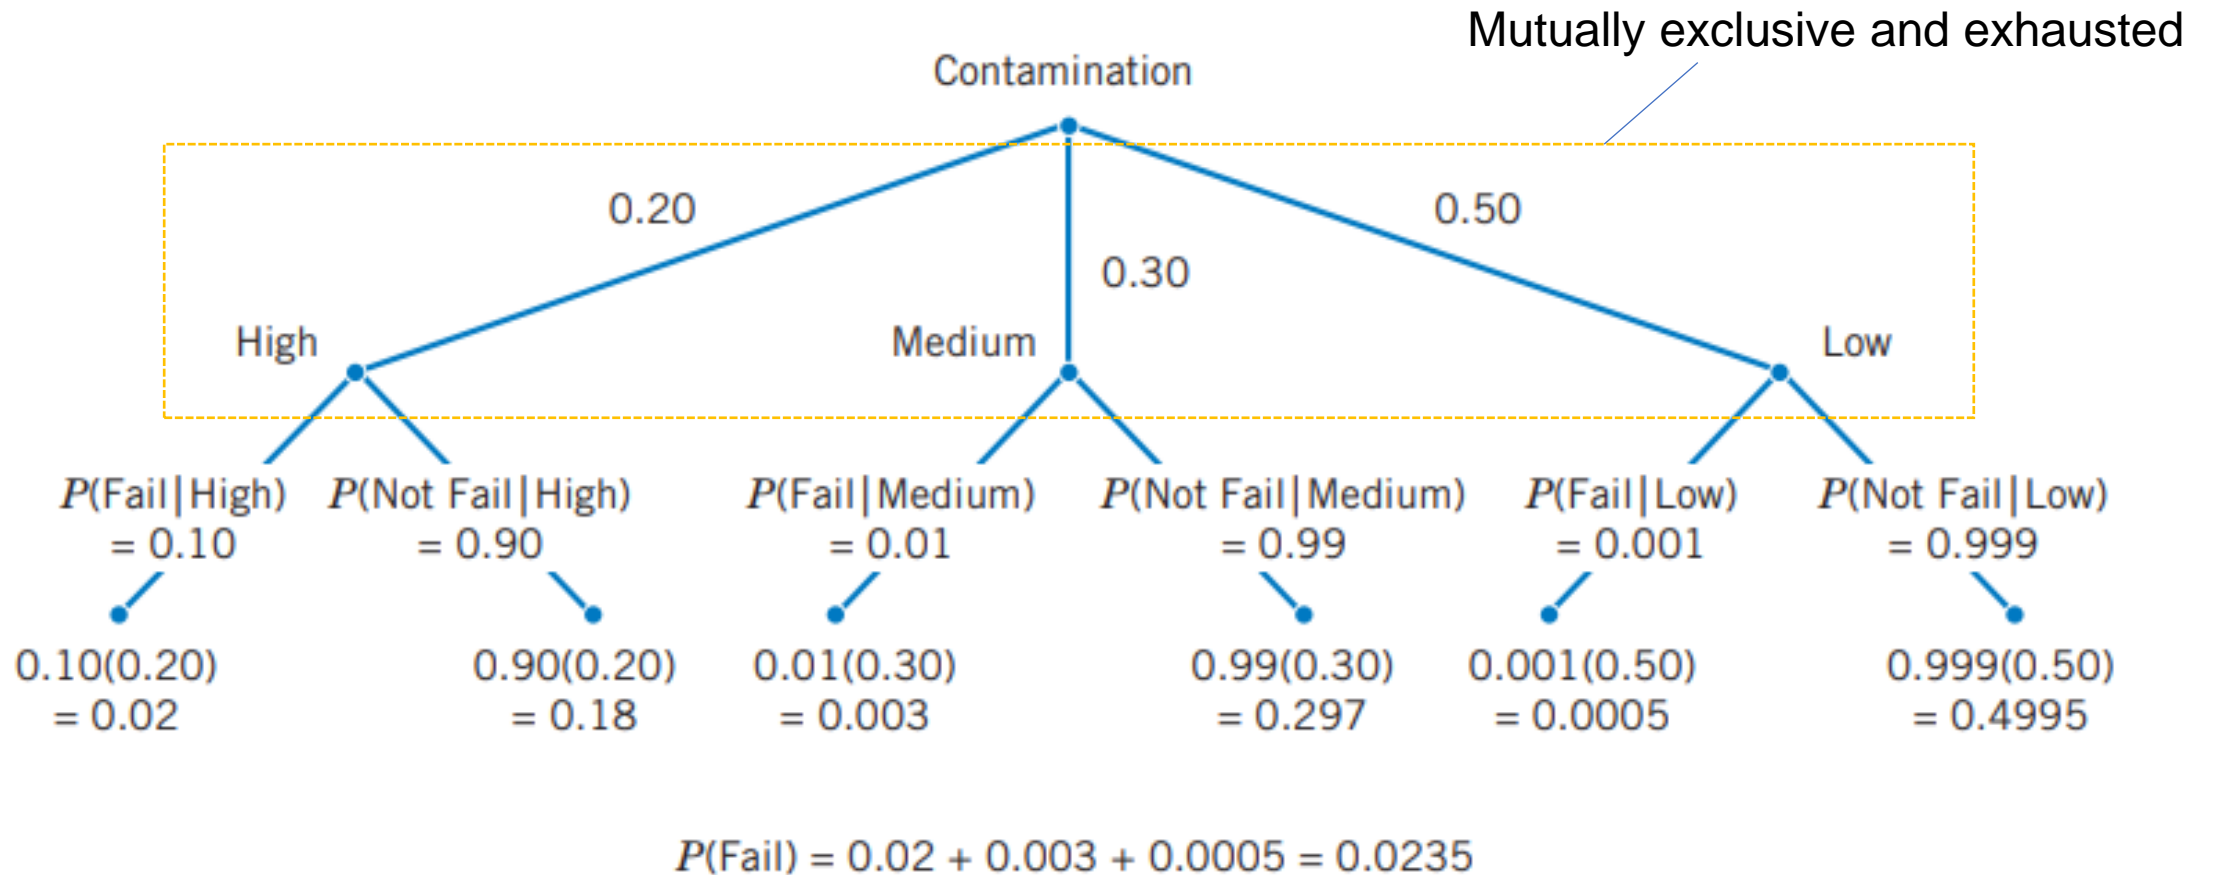 Mutually exclusive and exhausted
Contamination
0.20
0.50
0.30
High
Medium
Low
P(Fail|High)
= 0.10
P(Not Fail|High)
= 0.90
P(Fail|Medium)
= 0.01
P(Not Fail|Medium)
= 0.99
P(Fail|Low)
= 0.001
P(Not Fail|Low)
= 0.999
0.10(0.20)
= 0.02
0.90(0.20)
= 0.18
0.01(0.30)
= 0.003
0.99(0.30)
= 0.297
0.001(0.50)
= 0.0005
0.999(0.50)
= 0.4995
P(Fail) = 0.02 + 0.003 + 0.0005 = 0.0235